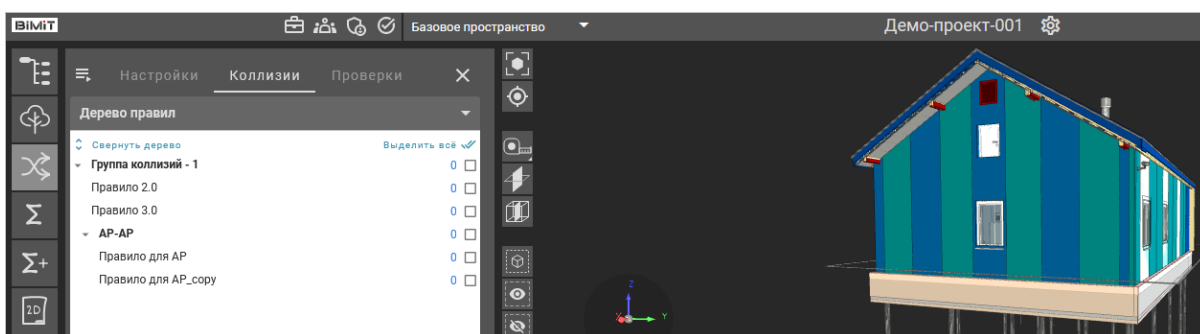 BIMiT
Базовое пространство
Демо-проект-001
Настройки Коллизии Проверки
Дерево правил
Свернуть дерево Выделить всё
Группа коллизий - 1 0
Правило 2.0 0
Правило 3.0 0
АР-АР 0
Правило для АР 0
Правило для АР_copy 0
Σ
Σ+
2D
Z
X Y